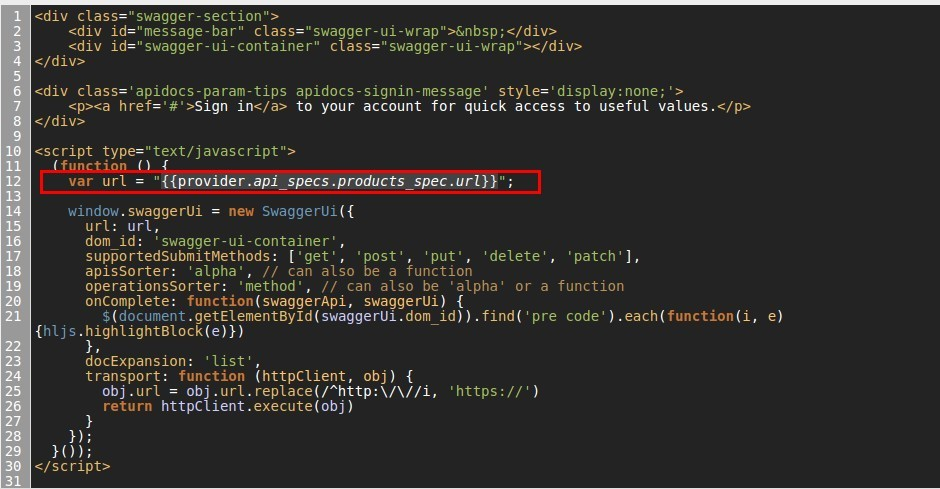 1 <div class="swagger-section">
2     <div id="message-bar" class="swagger-ui-wrap">&nbsp;</div>
3     <div id="swagger-ui-container" class="swagger-ui-wrap"></div>
4 </div>
5
6 <div class='apidocs-param-tips apidocs-signin-message' style='display:none;'>
7     <p><a href='#'>Sign in</a> to your account for quick access to useful values.</p>
8 </div>
9
10 <script type="text/javascript">
11   (function () {
12     var url = "{{provider.api_specs.products_spec.url}}";
13
14     window.swaggerUi = new SwaggerUi({
15       url: url,
16       dom_id: 'swagger-ui-container',
17       supportedSubmitMethods: ['get', 'post', 'put', 'delete', 'patch'],
18       apisSorter: 'alpha', // can also be a function
19       operationsSorter: 'method', // can also be 'alpha' or a function
20       onComplete: function(swaggerApi, swaggerUi) {
21         $(document.getElementById(swaggerUi.dom_id)).find('pre code').each(function(i, e)
{hljs.highlightBlock(e)})
22       },
23       docExpansion: 'list',
24       transport: function (httpClient, obj) {
25         obj.url = obj.url.replace(/^http:\/\//i, 'https://')
26         return httpClient.execute(obj)
27       }
28     });
29   }());
30 </script>
31